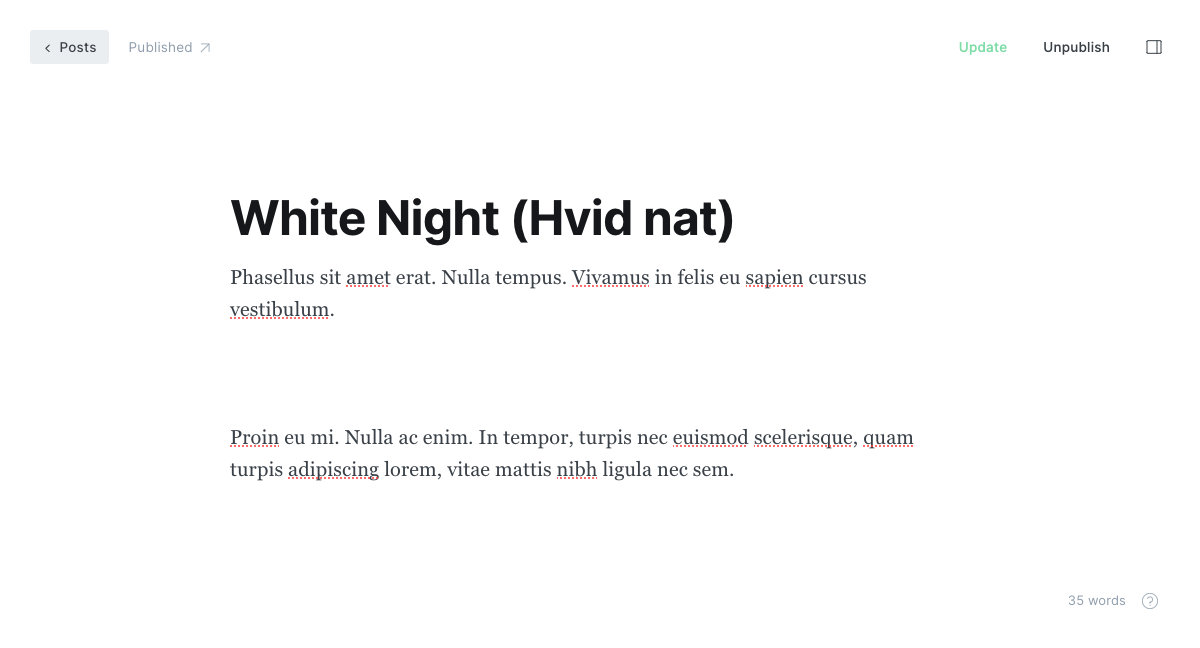 Posts
Published
Update
Unpublish
White Night (Hvid nat)
Phasellus sit amet erat. Nulla tempus. Vivamus in felis eu sapien cursus
vestibulum.
Proin eu mi. Nulla ac enim. In tempor, turpis nec euismod scelerisque, quam
turpis adipiscing lorem, vitae mattis nibh ligula nec sem.
35 words
?